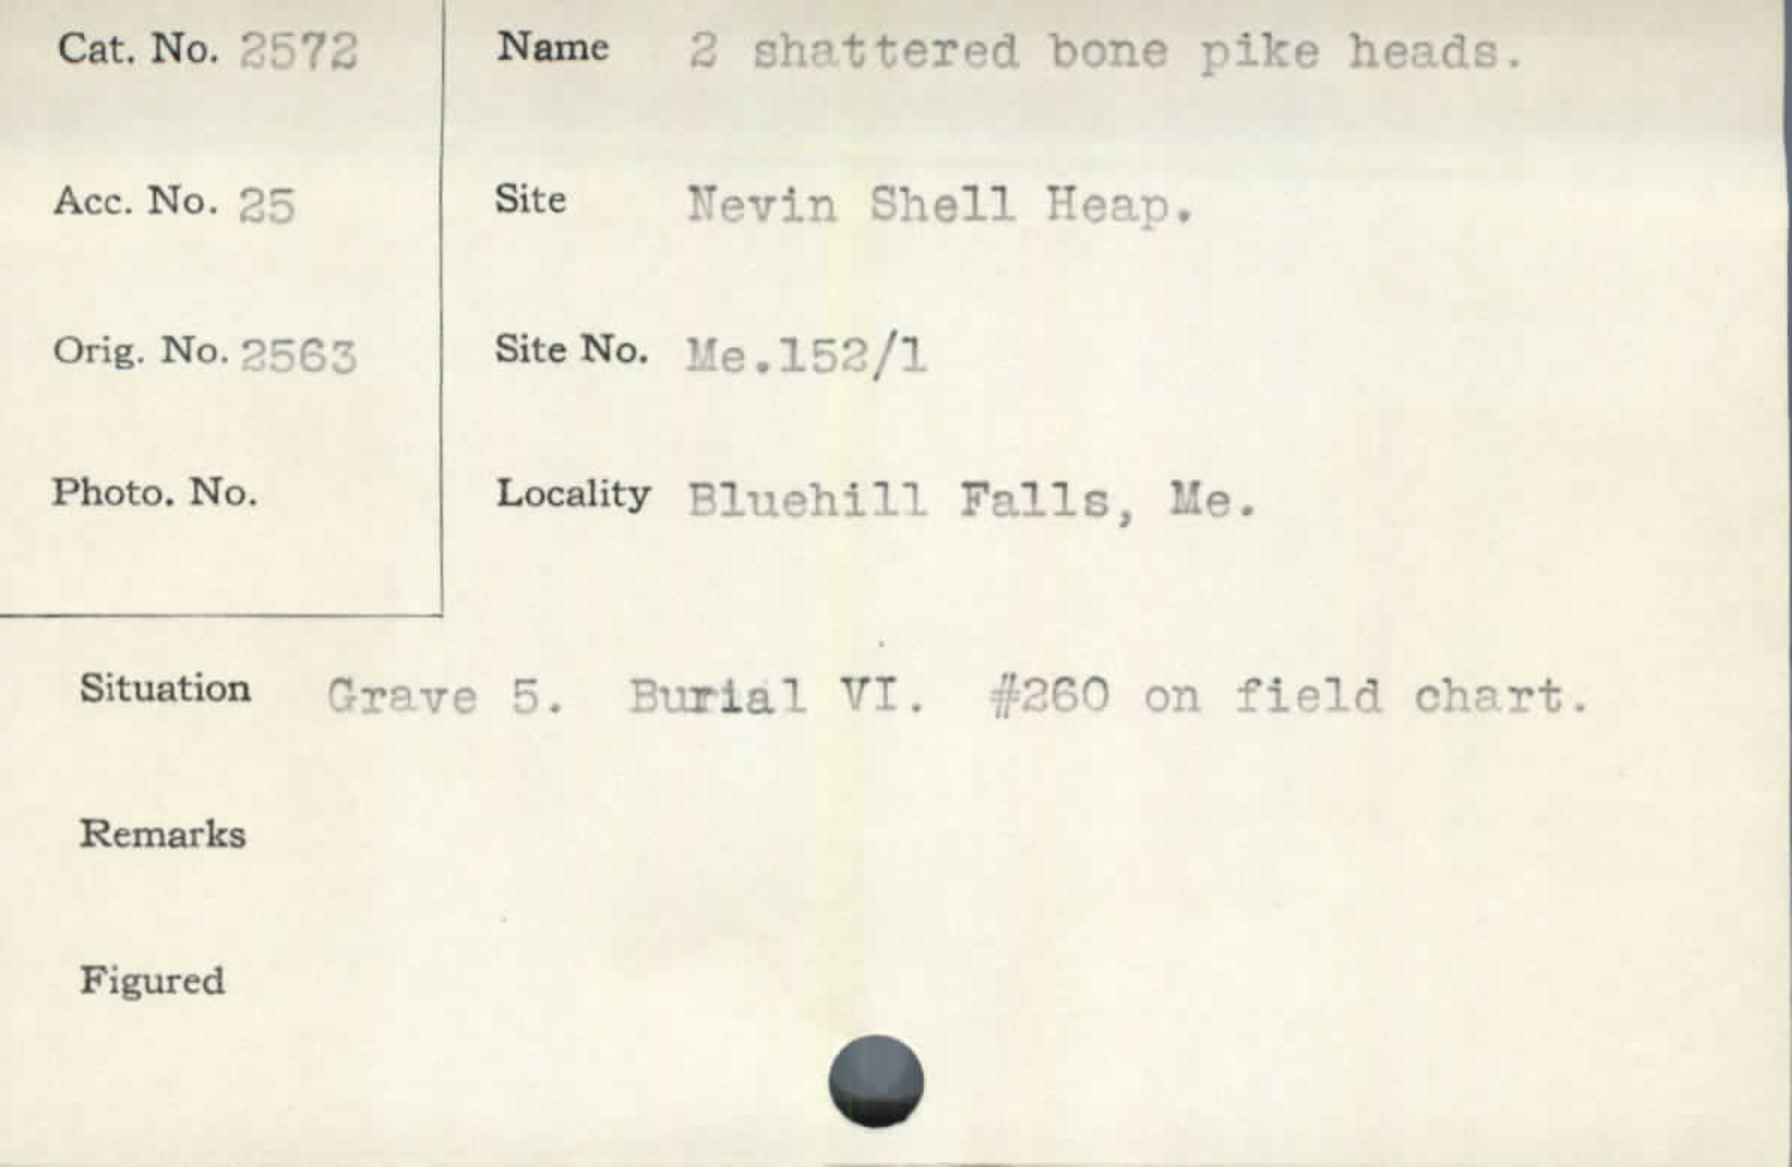 Cat. No. 2572
Acc. No. 25
Orig. No. 2563
Photo. No.
Name 2 shattered bone pike heads.
Site Nevin Shell Heap.
Site No. Me.152/1
Locality Bluehill Falls, Me.
Situation Grave 5. Burial VI. #260 on field chart.
Remarks
Figured